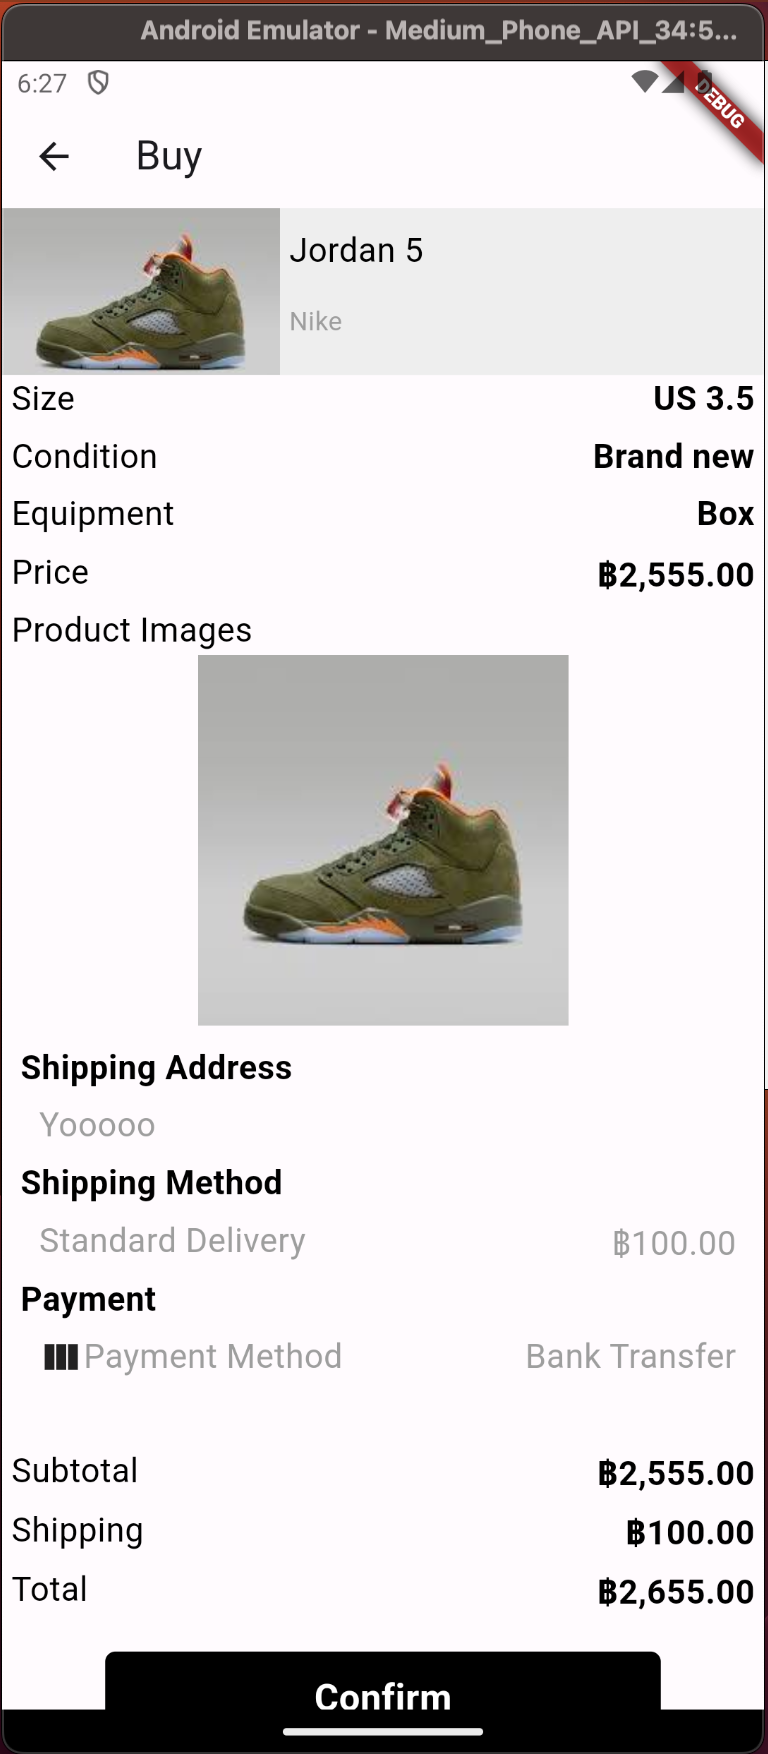 Android Emulator - Medium_Phone_API_34:5...
6:27
DEBUG
Buy
Jordan 5
Nike
Size US 3.5
Condition Brand new
Equipment Box
Price ฿2,555.00
Product Images
Shipping Address
Yooooo
Shipping Method
Standard Delivery ฿100.00
Payment
Payment Method Bank Transfer
Subtotal ฿2,555.00
Shipping ฿100.00
Total ฿2,655.00
Confirm